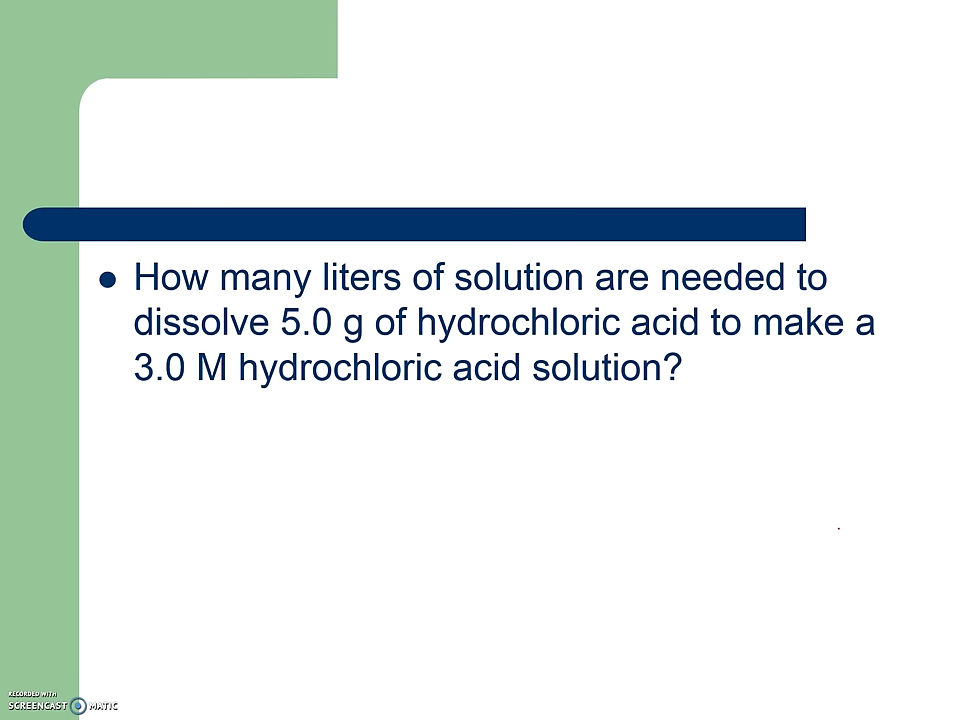 How many liters of solution are needed to
dissolve 5.0 g of hydrochloric acid to make a
3.0 M hydrochloric acid solution?
RECORDED WITH
SCREENCAST MATIC